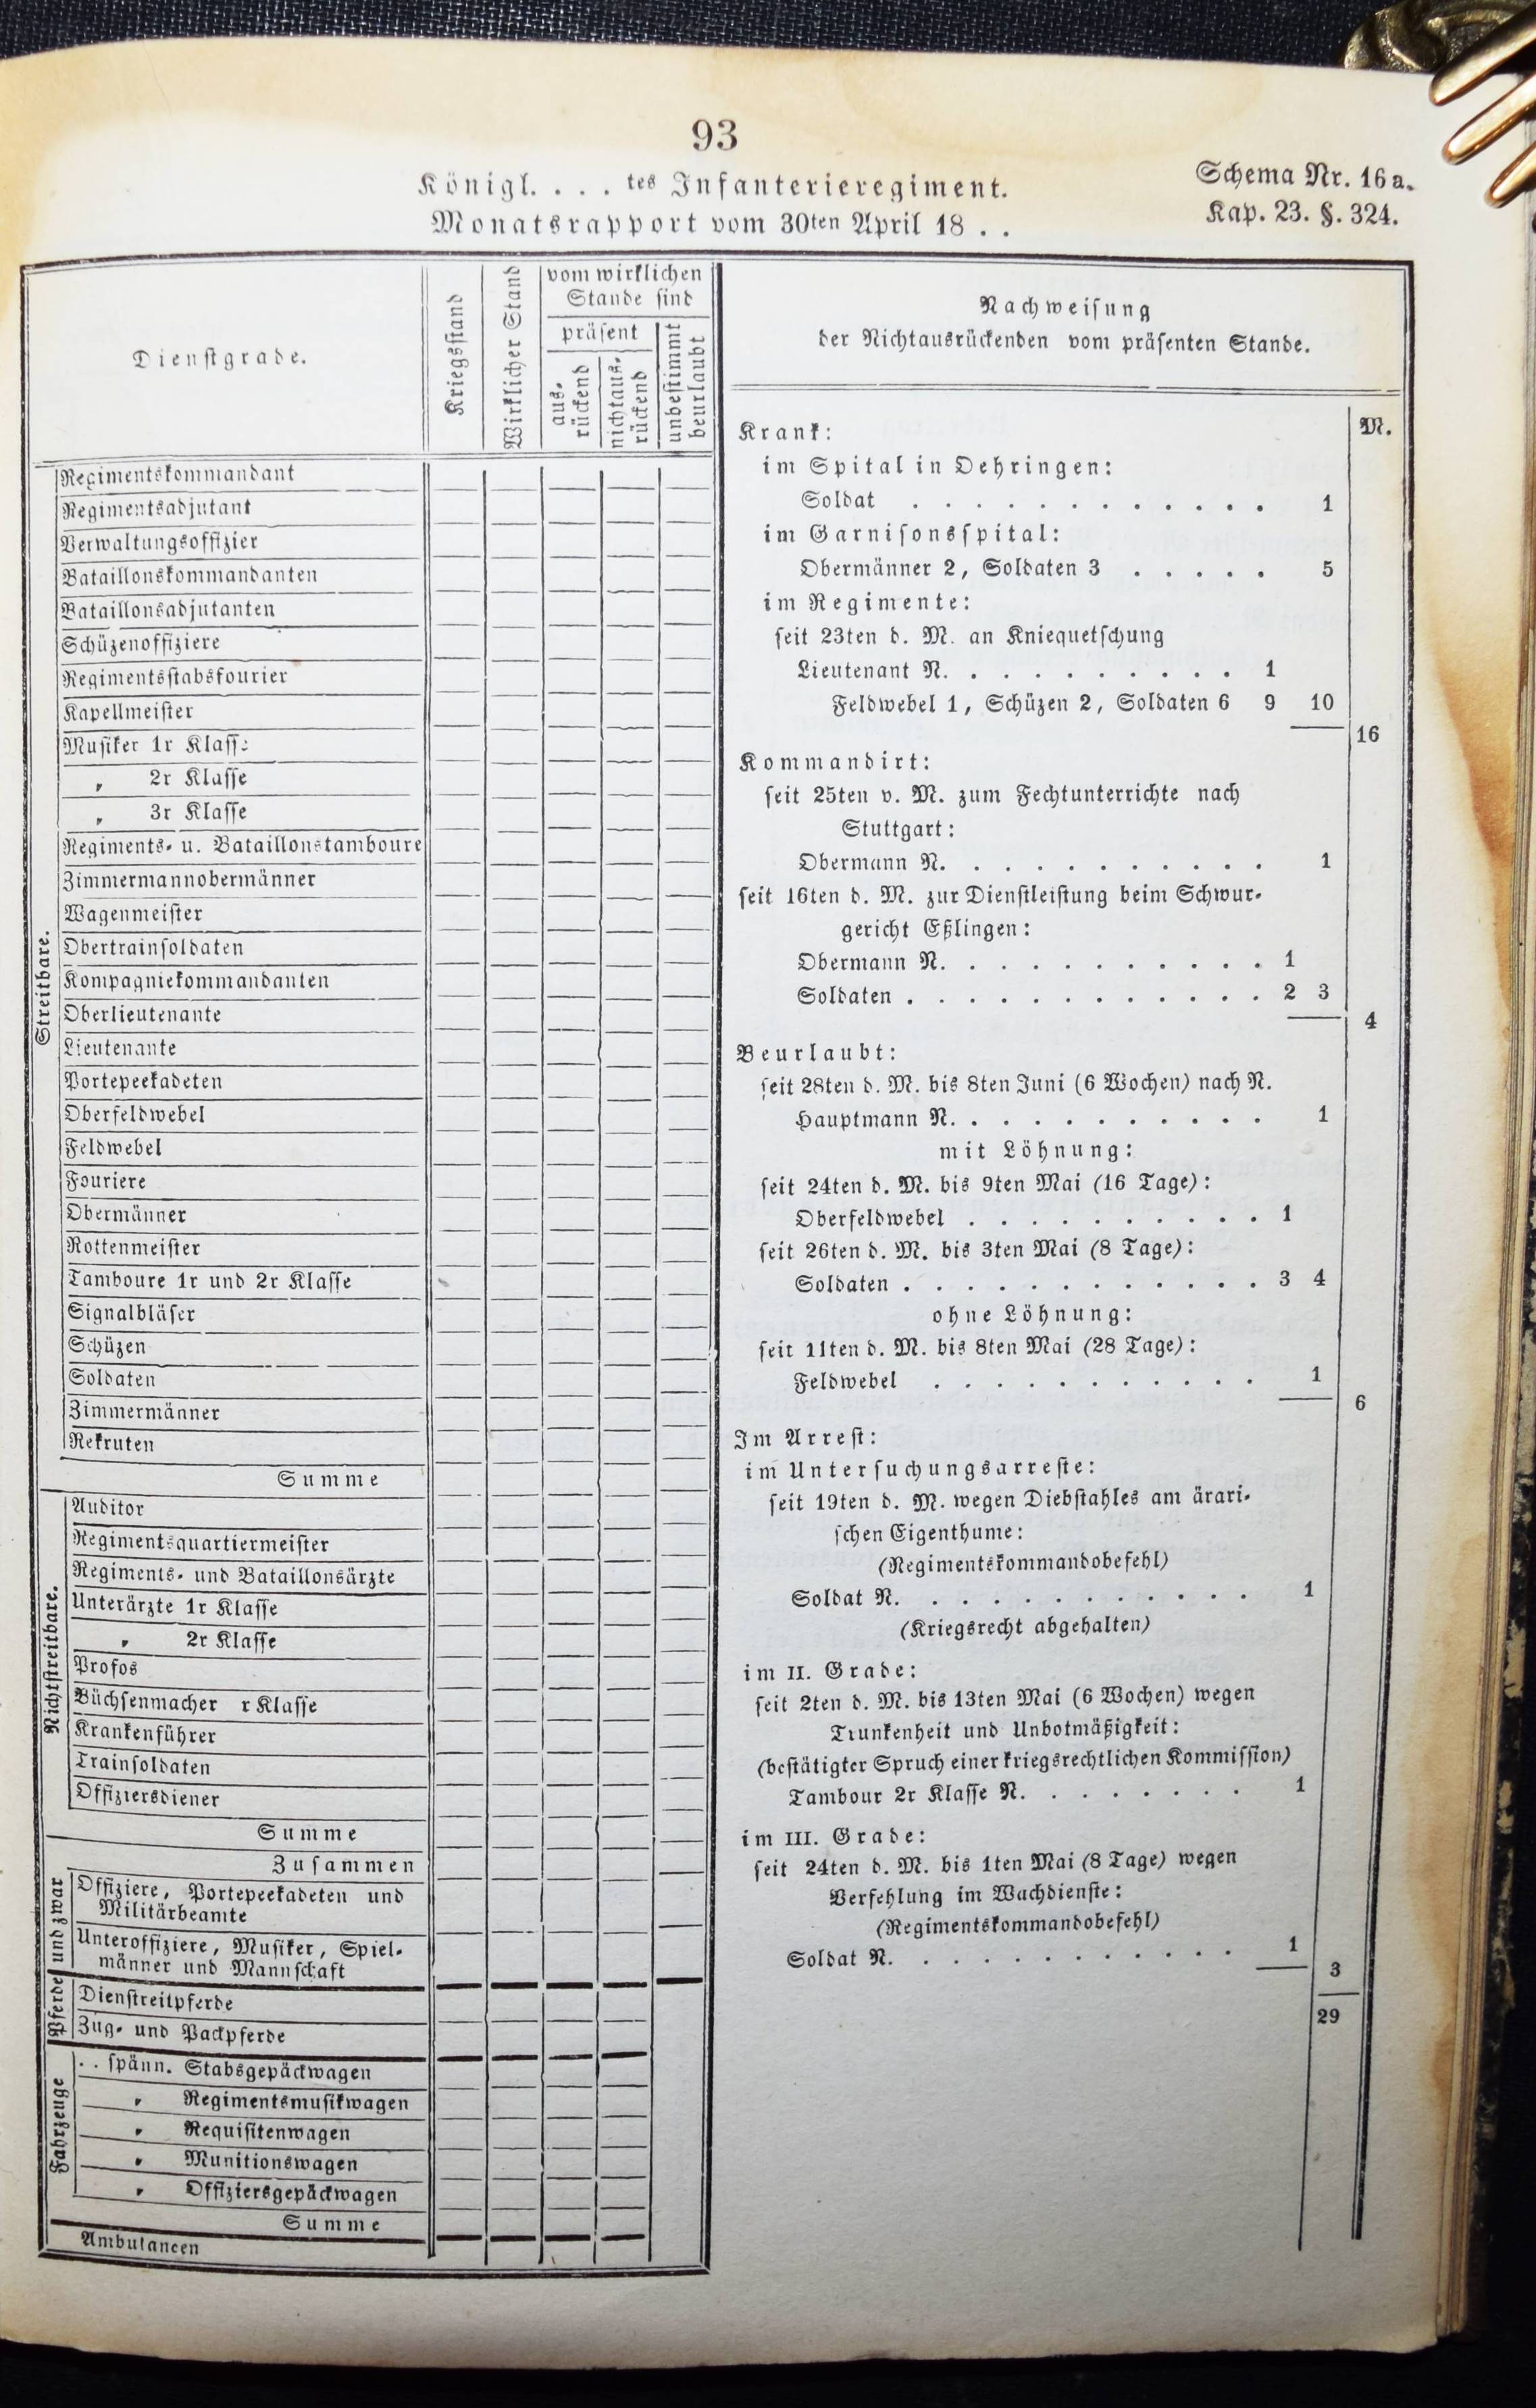 93
Königl. . . . tes Infanterieregiment.
Monatsrapport vom 30ten April 18 . .
Schema Nr. 16 a.
Kap. 23. §. 324.
Dienstgrade.
Kriegsstand
Wirklicher Stand
vom wirklichen
Stande sind
präsent
aus-
rückend
nichtaus-
rückend
unbestimmt
beurlaubt
Streitbare.
Regimentskommandant
Regimentsadjutant
Verwaltungsoffizier
Bataillonskommandanten
Bataillonsadjutanten
Schüzenoffiziere
Regimentsstabsfourier
Kapellmeister
Musiker 1r Klasse
„ 2r Klasse
„ 3r Klasse
Regiments- u. Bataillonstamboure
Zimmermannobermänner
Wagenmeister
Obertrainsoldaten
Kompagniekommandanten
Oberlieutenante
Lieutenante
Portepeekadeten
Oberfeldwebel
Feldwebel
Fouriere
Obermänner
Rottenmeister
Tamboure 1r und 2r Klasse
Signalbläser
Schüzen
Soldaten
Zimmermänner
Rekruten
Summe
Nichtstreitbare.
Auditor
Regimentsquartiermeister
Regiments- und Bataillonsärzte
Unterärzte 1r Klasse
„ 2r Klasse
Profos
Büchsenmacher r Klasse
Krankenführer
Trainsoldaten
Offiziersdiener
Summe
Zusammen
und zwar
Offiziere, Portepeekadeten und
Militärbeamte
Unteroffiziere, Musiker, Spiel-
männer und Mannschaft
Pferde
Dienstreitpferde
Zug- und Packpferde
Fahrzeuge
. . spänn. Stabsgepäckwagen
„ Regimentsmusikwagen
„ Requisitenwagen
„ Munitionswagen
„ Offiziersgepäckwagen
Summe
Ambulancen
Nachweisung
der Nichtausrückenden vom präsenten Stande.
M.
Krank:
im Spital in Oehringen:
Soldat . . . . . . . . . . . . 1
im Garnisonsspital:
Obermänner 2, Soldaten 3 . . . . . 5
im Regimente:
seit 23ten d. M. an Kniequetschung
Lieutenant N. . . . . . . . . . 1
Feldwebel 1, Schüzen 2, Soldaten 6 9 10
16
Kommandirt:
seit 25ten v. M. zum Fechtunterrichte nach
Stuttgart:
Obermann N. . . . . . . . . . . 1
seit 16ten d. M. zur Dienstleistung beim Schwur-
gericht Eßlingen:
Obermann N. . . . . . . . . . . 1
Soldaten . . . . . . . . . . . . 2 3
4
Beurlaubt:
seit 28ten d. M. bis 8ten Juni (6 Wochen) nach N.
Hauptmann N. . . . . . . . . . . 1
mit Löhnung:
seit 24ten d. M. bis 9ten Mai (16 Tage):
Oberfeldwebel . . . . . . . . . . 1
seit 26ten d. M. bis 3ten Mai (8 Tage):
Soldaten . . . . . . . . . . . . 3 4
ohne Löhnung:
seit 11ten d. M. bis 8ten Mai (28 Tage):
Feldwebel . . . . . . . . . . . 1
6
Im Arrest:
im Untersuchungsarreste:
seit 19ten d. M. wegen Diebstahles am ärari-
schen Eigenthume:
(Regimentskommandobefehl)
Soldat N. . . . . . . . . . . . 1
(Kriegsrecht abgehalten)
im II. Grade:
seit 2ten d. M. bis 13ten Mai (6 Wochen) wegen
Trunkenheit und Unbotmäßigkeit:
(bestätigter Spruch einer kriegsrechtlichen Kommission)
Tambour 2r Klasse N. . . . . . . . 1
im III. Grade:
seit 24ten d. M. bis 1ten Mai (8 Tage) wegen
Verfehlung im Wachdienste:
(Regimentskommandobefehl)
Soldat N. . . . . . . . . . . . 1
3
29